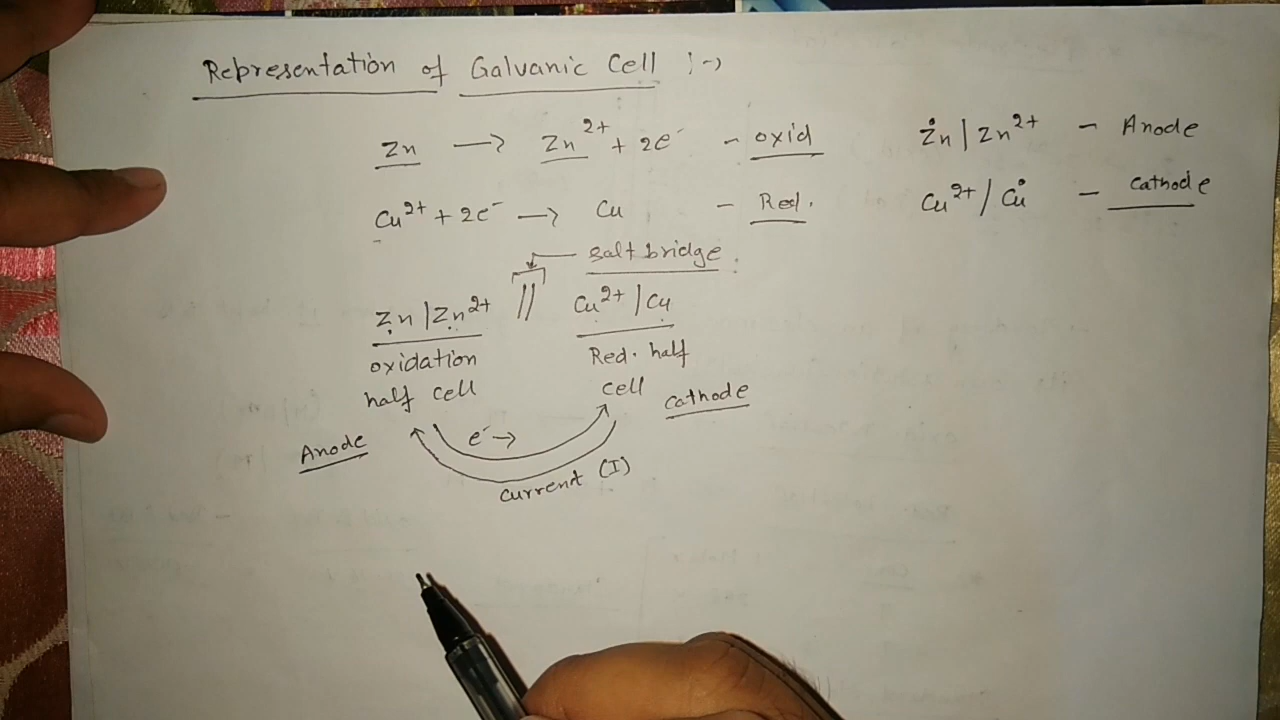 Representation of Galvanic Cell :→
Zn → Zn²⁺ + 2e⁻ - oxid
Zn | Zn²⁺ - Anode
Cu²⁺ + 2e⁻ → Cu - Red.
Cu²⁺ / Cu - Cathode
salt bridge
Zn | Zn²⁺ || Cu²⁺ | Cu
oxidation Red. half
half cell cell cathode
Anode e⁻ →
Current (I)